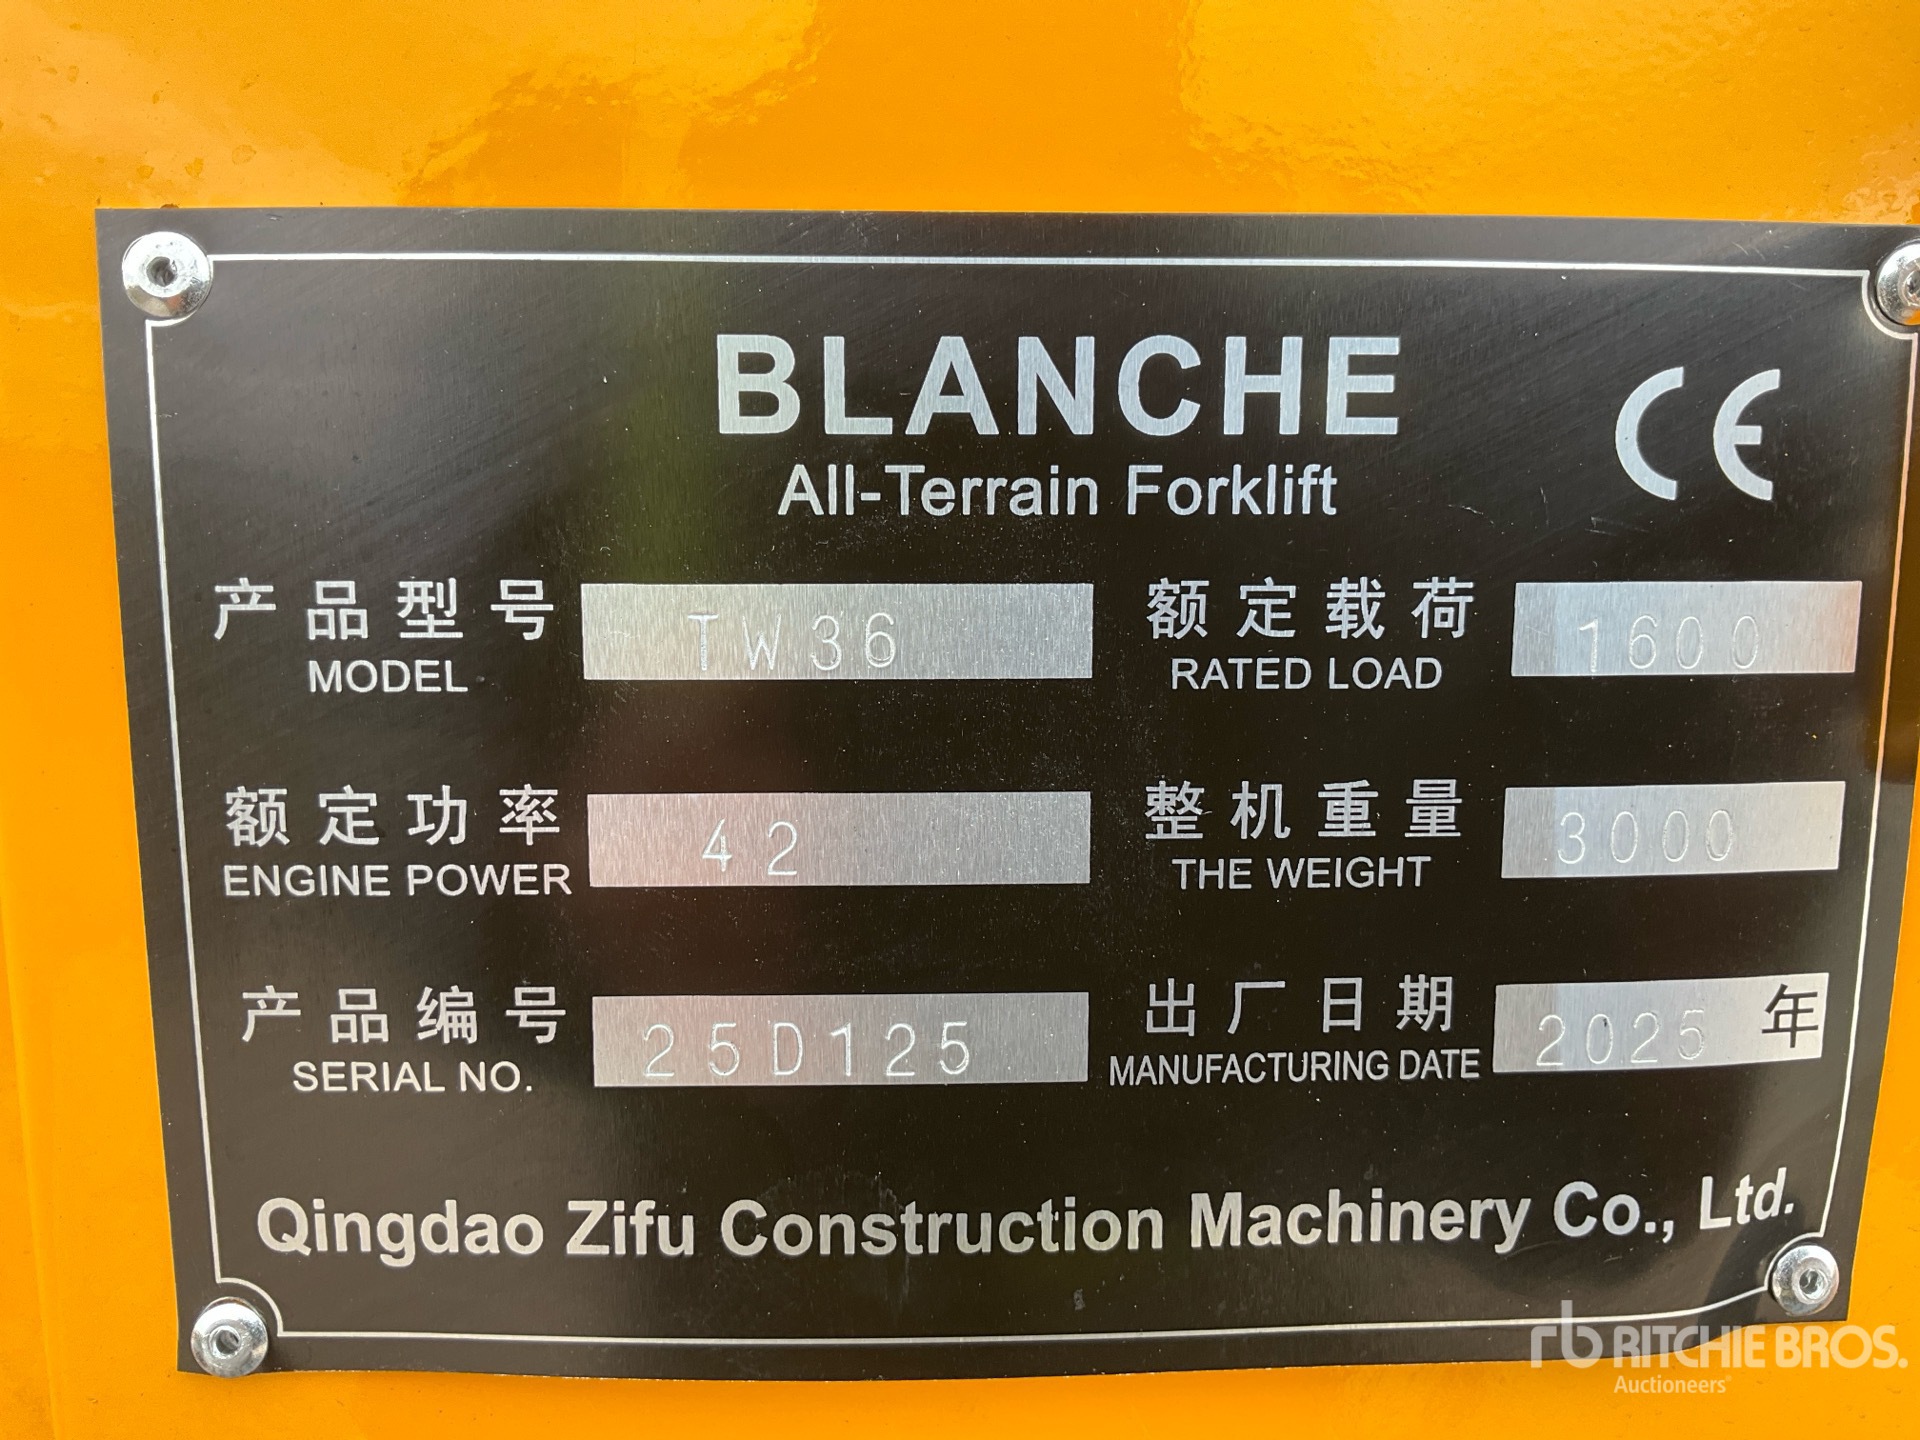 BLANCHE
CE
All-Terrain Forklift
产品型号 TW36 额定载荷 1600
MODEL RATED LOAD
额定功率 42 整机重量 3000
ENGINE POWER THE WEIGHT
产品编号 25D125 出厂日期 2025 年
SERIAL NO. MANUFACTURING DATE
Qingdao Zifu Construction Machinery Co., Ltd.
rb RITCHIE BROS.
Auctioneers